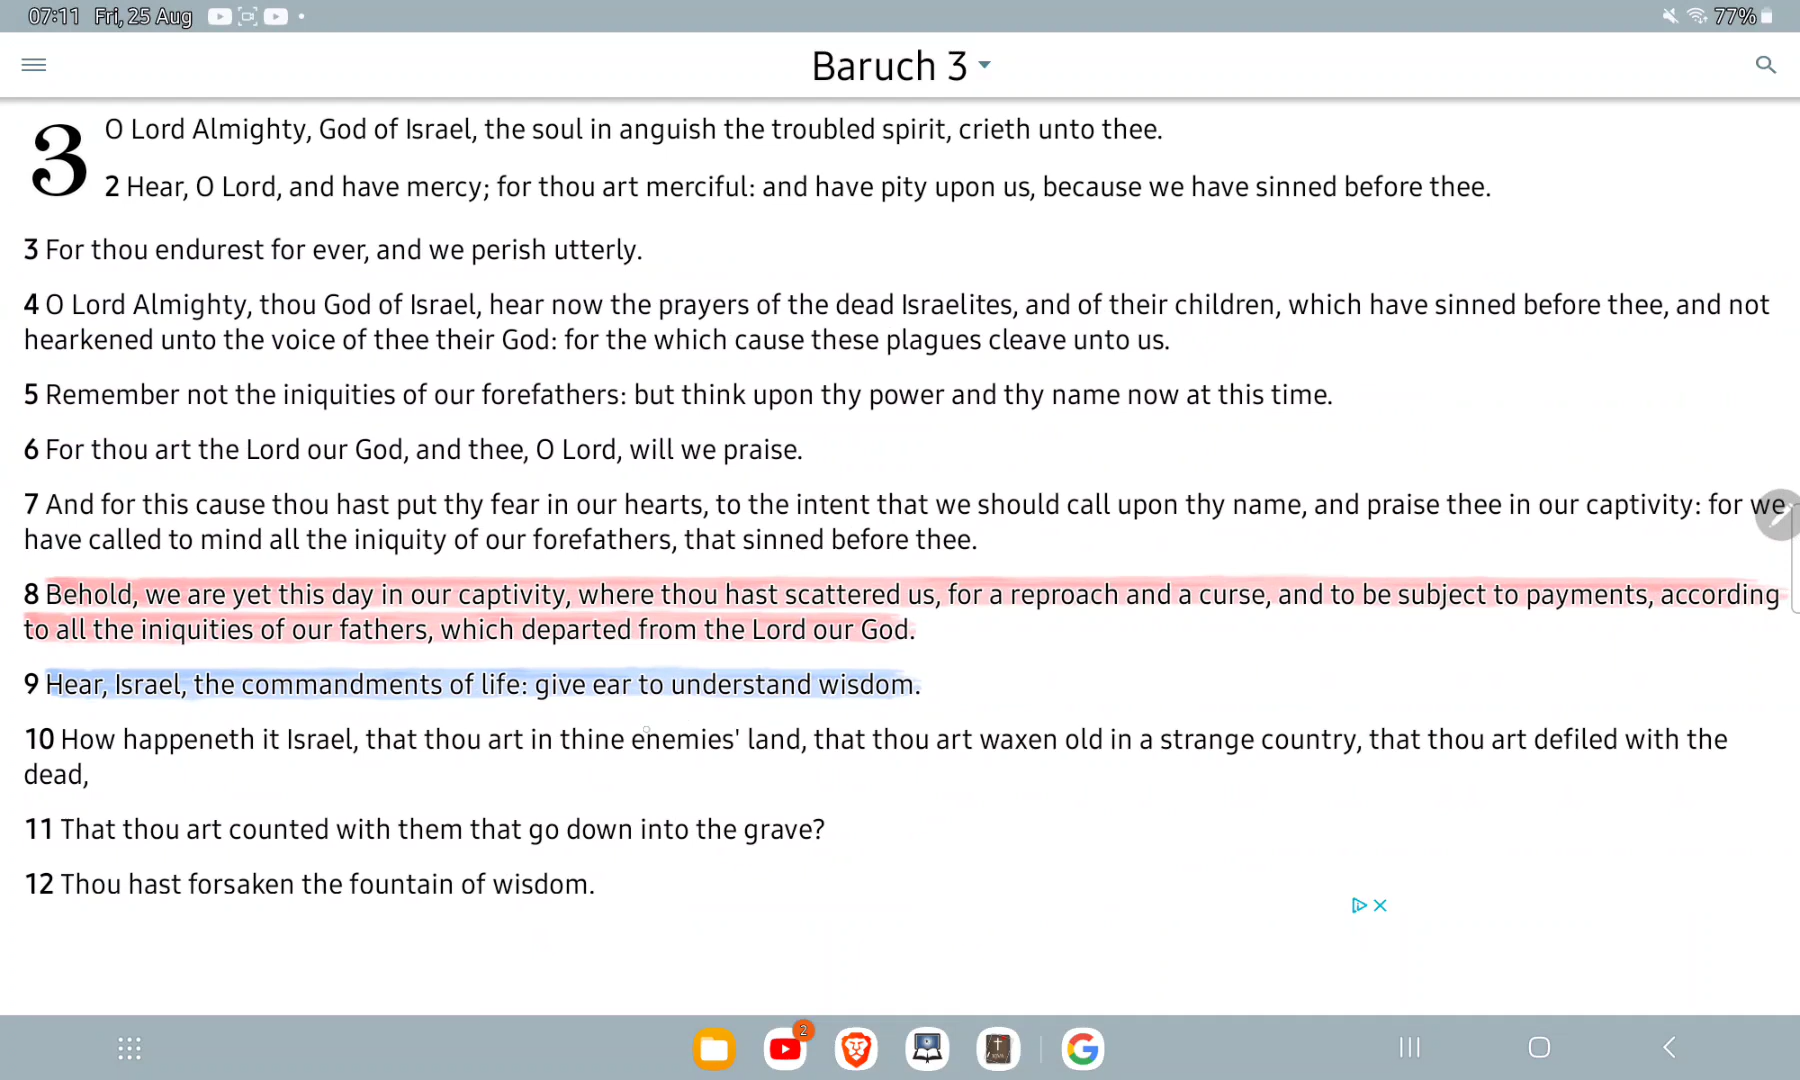 07:11 Fri, 25 Aug
77%
Baruch 3
3 O Lord Almighty, God of Israel, the soul in anguish the troubled spirit, crieth unto thee.
2 Hear, O Lord, and have mercy; for thou art merciful: and have pity upon us, because we have sinned before thee.
3 For thou endurest for ever, and we perish utterly.
4 O Lord Almighty, thou God of Israel, hear now the prayers of the dead Israelites, and of their children, which have sinned before thee, and not
hearkened unto the voice of thee their God: for the which cause these plagues cleave unto us.
5 Remember not the iniquities of our forefathers: but think upon thy power and thy name now at this time.
6 For thou art the Lord our God, and thee, O Lord, will we praise.
7 And for this cause thou hast put thy fear in our hearts, to the intent that we should call upon thy name, and praise thee in our captivity: for we
have called to mind all the iniquity of our forefathers, that sinned before thee.
8 Behold, we are yet this day in our captivity, where thou hast scattered us, for a reproach and a curse, and to be subject to payments, according
to all the iniquities of our fathers, which departed from the Lord our God.
9 Hear, Israel, the commandments of life: give ear to understand wisdom.
10 How happeneth it Israel, that thou art in thine enemies' land, that thou art waxen old in a strange country, that thou art defiled with the
dead,
11 That thou art counted with them that go down into the grave?
12 Thou hast forsaken the fountain of wisdom.
2